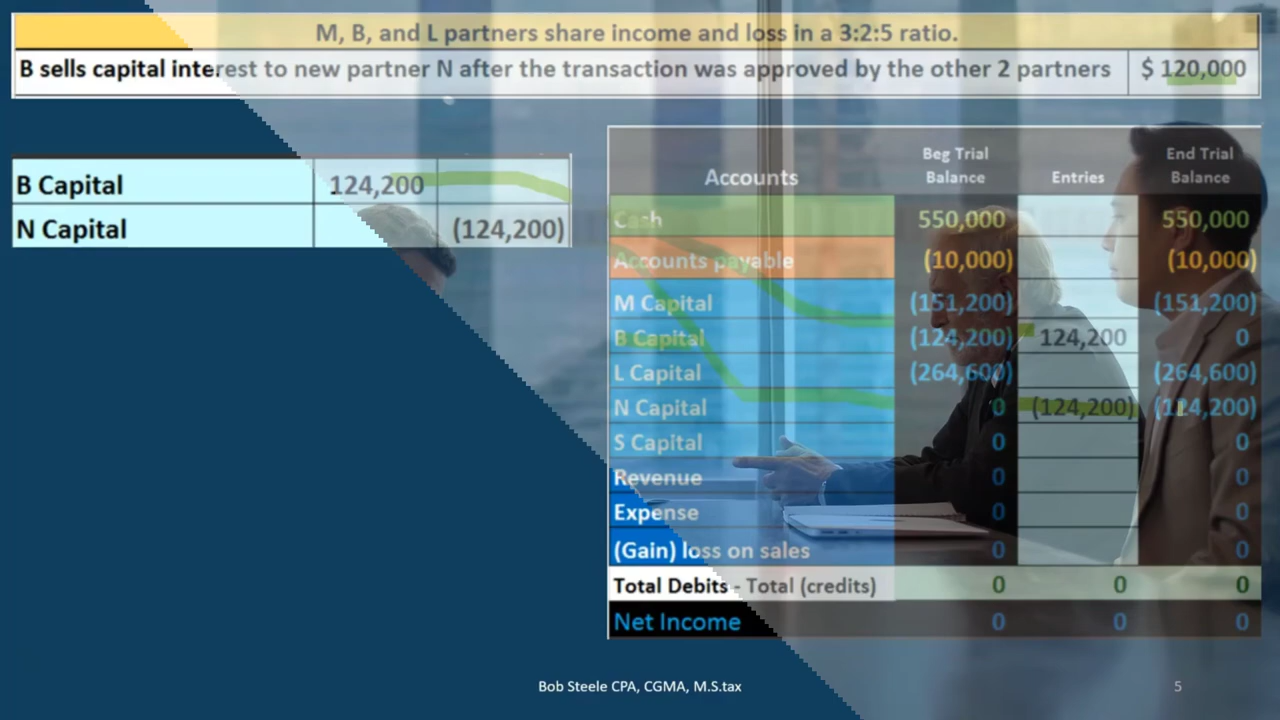 M, B, and L partners share income and loss in a 3:2:5 ratio.
B sells capital interest to new partner N after the transaction was approved by the other 2 partners $ 120,000
B Capital 124,200
N Capital (124,200)
Accounts Beg Trial Balance Entries End Trial Balance
Cash 550,000 550,000
Accounts payable (10,000) (10,000)
M Capital (151,200) (151,200)
B Capital (124,200) 124,200 0
L Capital (264,600) (264,600)
N Capital 0 (124,200) (124,200)
S Capital 0 0
Revenue 0 0
Expense 0 0
(Gain) loss on sales 0 0
Total Debits - Total (credits) 0 0 0
Net Income 0 0 0
Bob Steele CPA, CGMA, M.S.tax 5